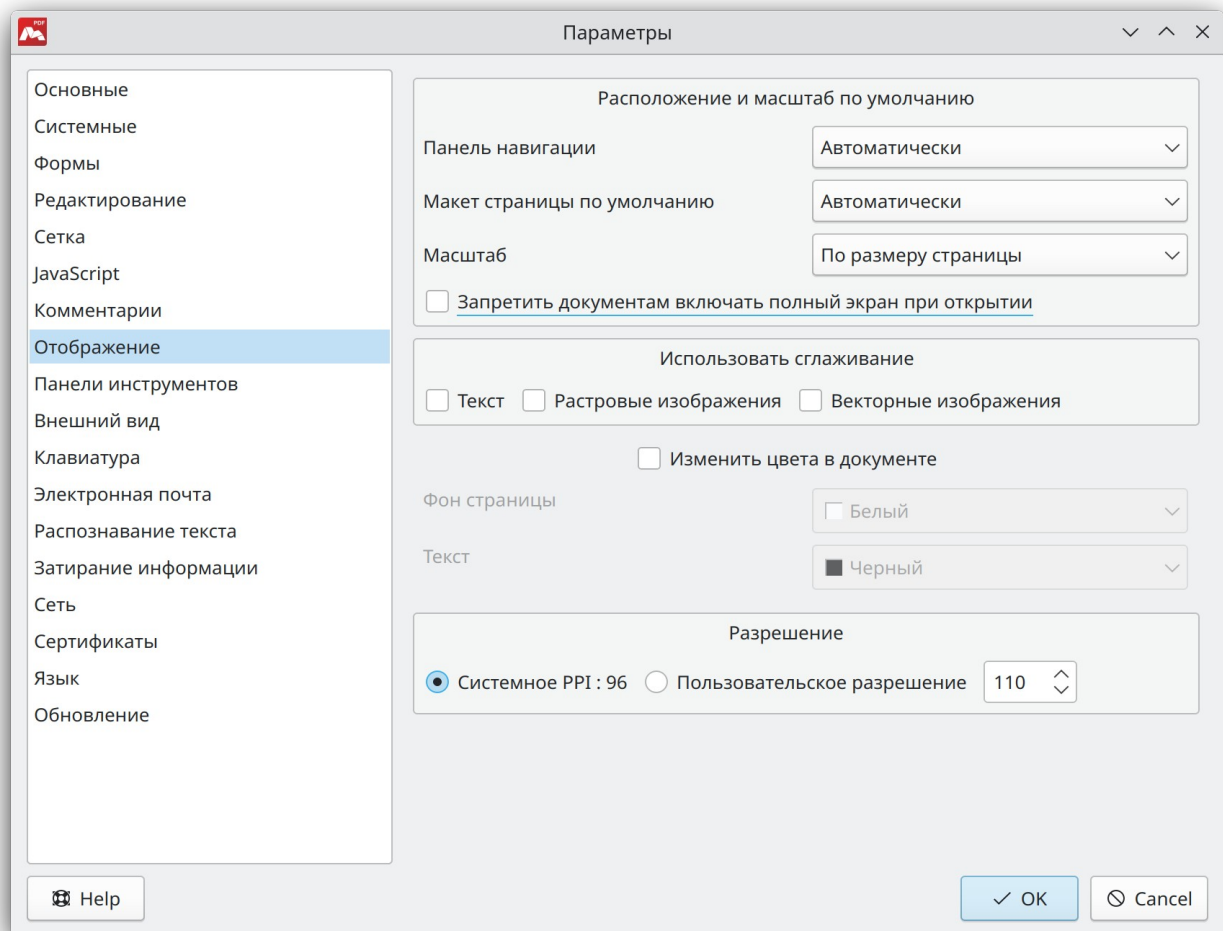 PDF
Параметры
Основные
Системные
Формы
Редактирование
Сетка
JavaScript
Комментарии
Отображение
Панели инструментов
Внешний вид
Клавиатура
Электронная почта
Распознавание текста
Затирание информации
Сеть
Сертификаты
Язык
Обновление
Расположение и масштаб по умолчанию
Панель навигации Автоматически
Макет страницы по умолчанию Автоматически
Масштаб По размеру страницы
Запретить документам включать полный экран при открытии
Использовать сглаживание
Текст Растровые изображения Векторные изображения
Изменить цвета в документе
Фон страницы Белый
Текст Черный
Разрешение
Системное PPI : 96 Пользовательское разрешение 110
Help OK Cancel